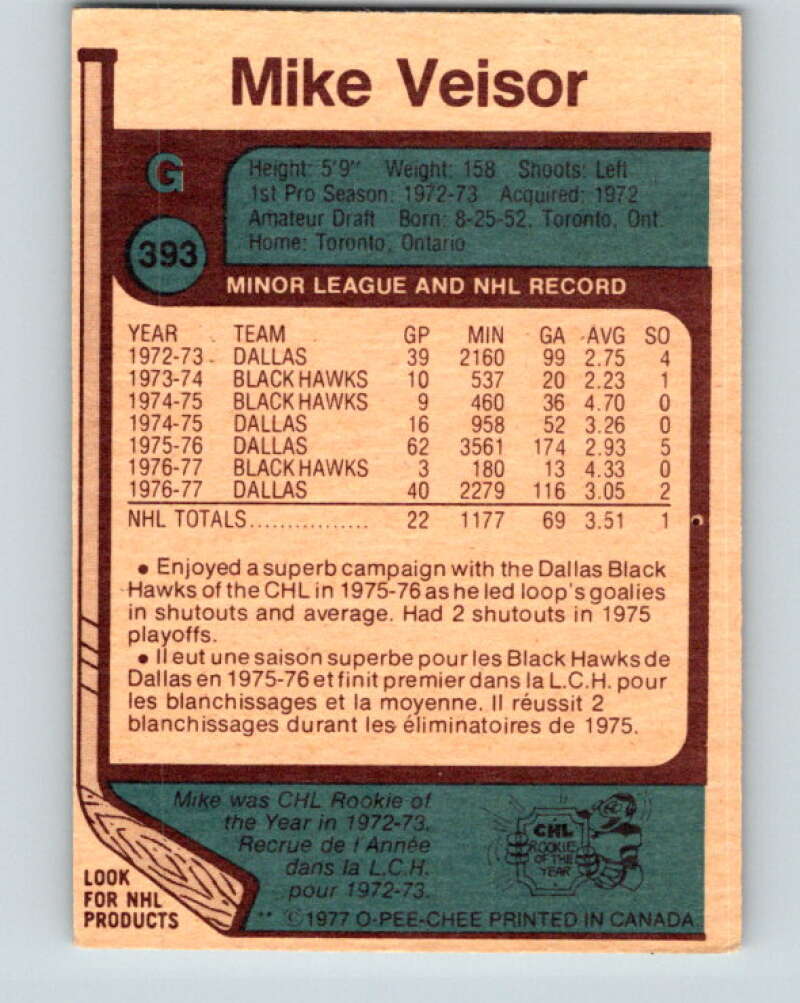 Mike Veisor
G
393
Height: 5'9" Weight: 158 Shoots: Left
1st Pro Season: 1972-73 Acquired: 1972
Amateur Draft Born: 8-25-52, Toronto, Ont.
Home: Toronto, Ontario
MINOR LEAGUE AND NHL RECORD
YEAR TEAM GP MIN GA AVG SO
1972-73 DALLAS 39 2160 99 2.75 4
1973-74 BLACK HAWKS 10 537 20 2.23 1
1974-75 BLACK HAWKS 9 460 36 4.70 0
1974-75 DALLAS 16 958 52 3.26 0
1975-76 DALLAS 62 3561 174 2.93 5
1976-77 BLACK HAWKS 3 180 13 4.33 0
1976-77 DALLAS 40 2279 116 3.05 2
NHL TOTALS................ 22 1177 69 3.51 1
• Enjoyed a superb campaign with the Dallas Black
Hawks of the CHL in 1975-76 as he led loop's goalies
in shutouts and average. Had 2 shutouts in 1975
playoffs.
• Il eut une saison superbe pour les Black Hawks de
Dallas en 1975-76 et finit premier dans la L.C.H. pour
les blanchissages et la moyenne. Il réussit 2
blanchissages durant les éliminatoires de 1975.
Mike was CHL Rookie of
the Year in 1972-73.
Recrue de l'Année
dans la L.C.H.
pour 1972-73.
CHL
ROOKIE
OF THE
YEAR
LOOK
FOR NHL
PRODUCTS
** ©1977 O-PEE-CHEE PRINTED IN CANADA